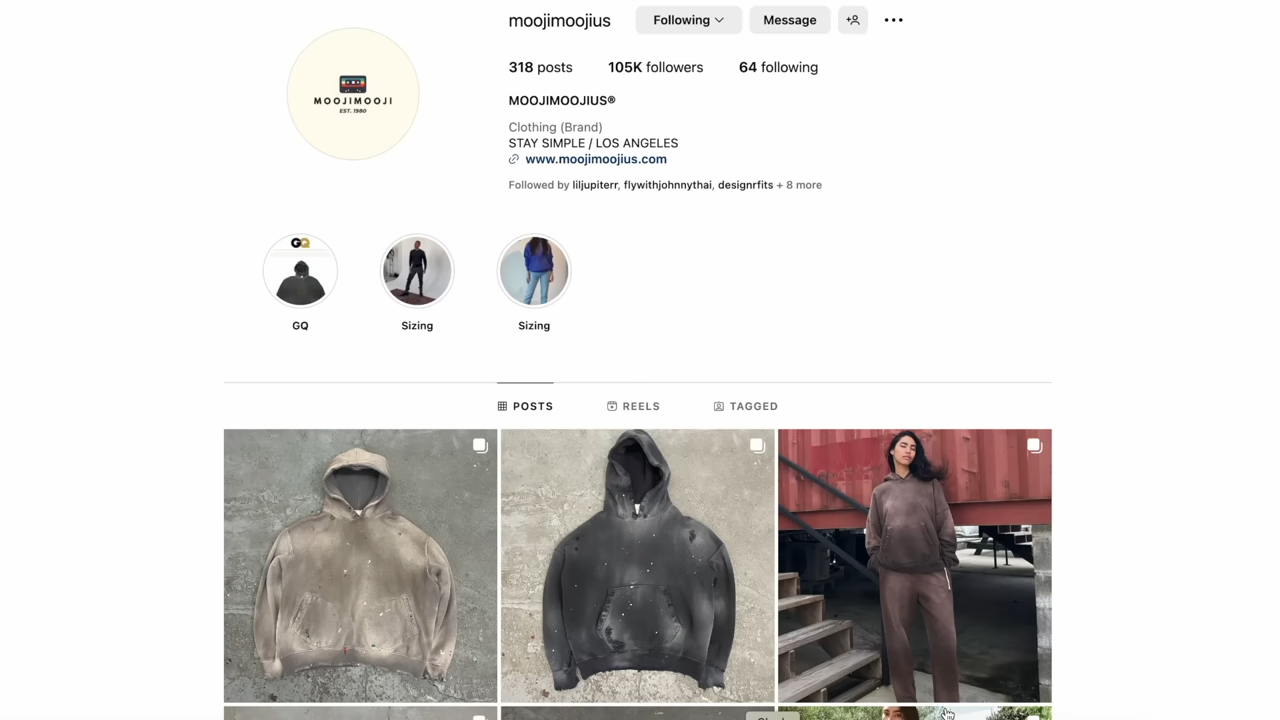 moojimoojius Following Message
318 posts 105K followers 64 following
MOOJIMOOJI
EST. 1980
MOOJIMOOJIUS®
Clothing (Brand)
STAY SIMPLE / LOS ANGELES
www.moojimoojius.com
Followed by liljupiterr, flywithjohnnythai, designrfits + 8 more
GQ
GQ Sizing Sizing
POSTS REELS TAGGED